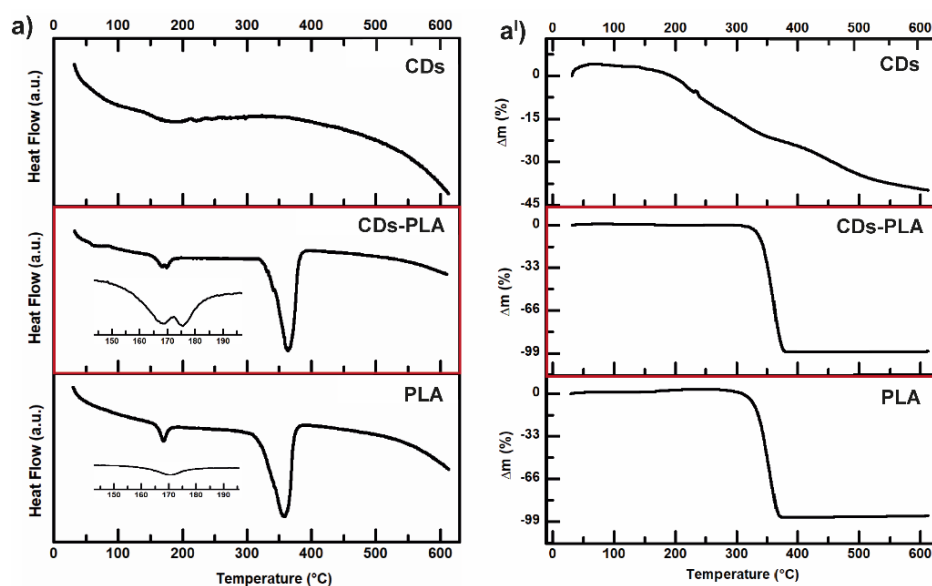 a)
0 100 200 300 400 500 600
CDs
Heat Flow (a.u.)
CDs-PLA
Heat Flow (a.u.)
150 160 170 180 190
PLA
Heat Flow (a.u.)
150 160 170 180 190
0 100 200 300 400 500 600
Temperature (°C)
aᴵ)
0 100 200 300 400 500 600
CDs
Δm (%)
0
-15
-30
-45
CDs-PLA
Δm (%)
0
-33
-66
-99
PLA
Δm (%)
0
-33
-66
-99
0 100 200 300 400 500 600
Temperature (°C)